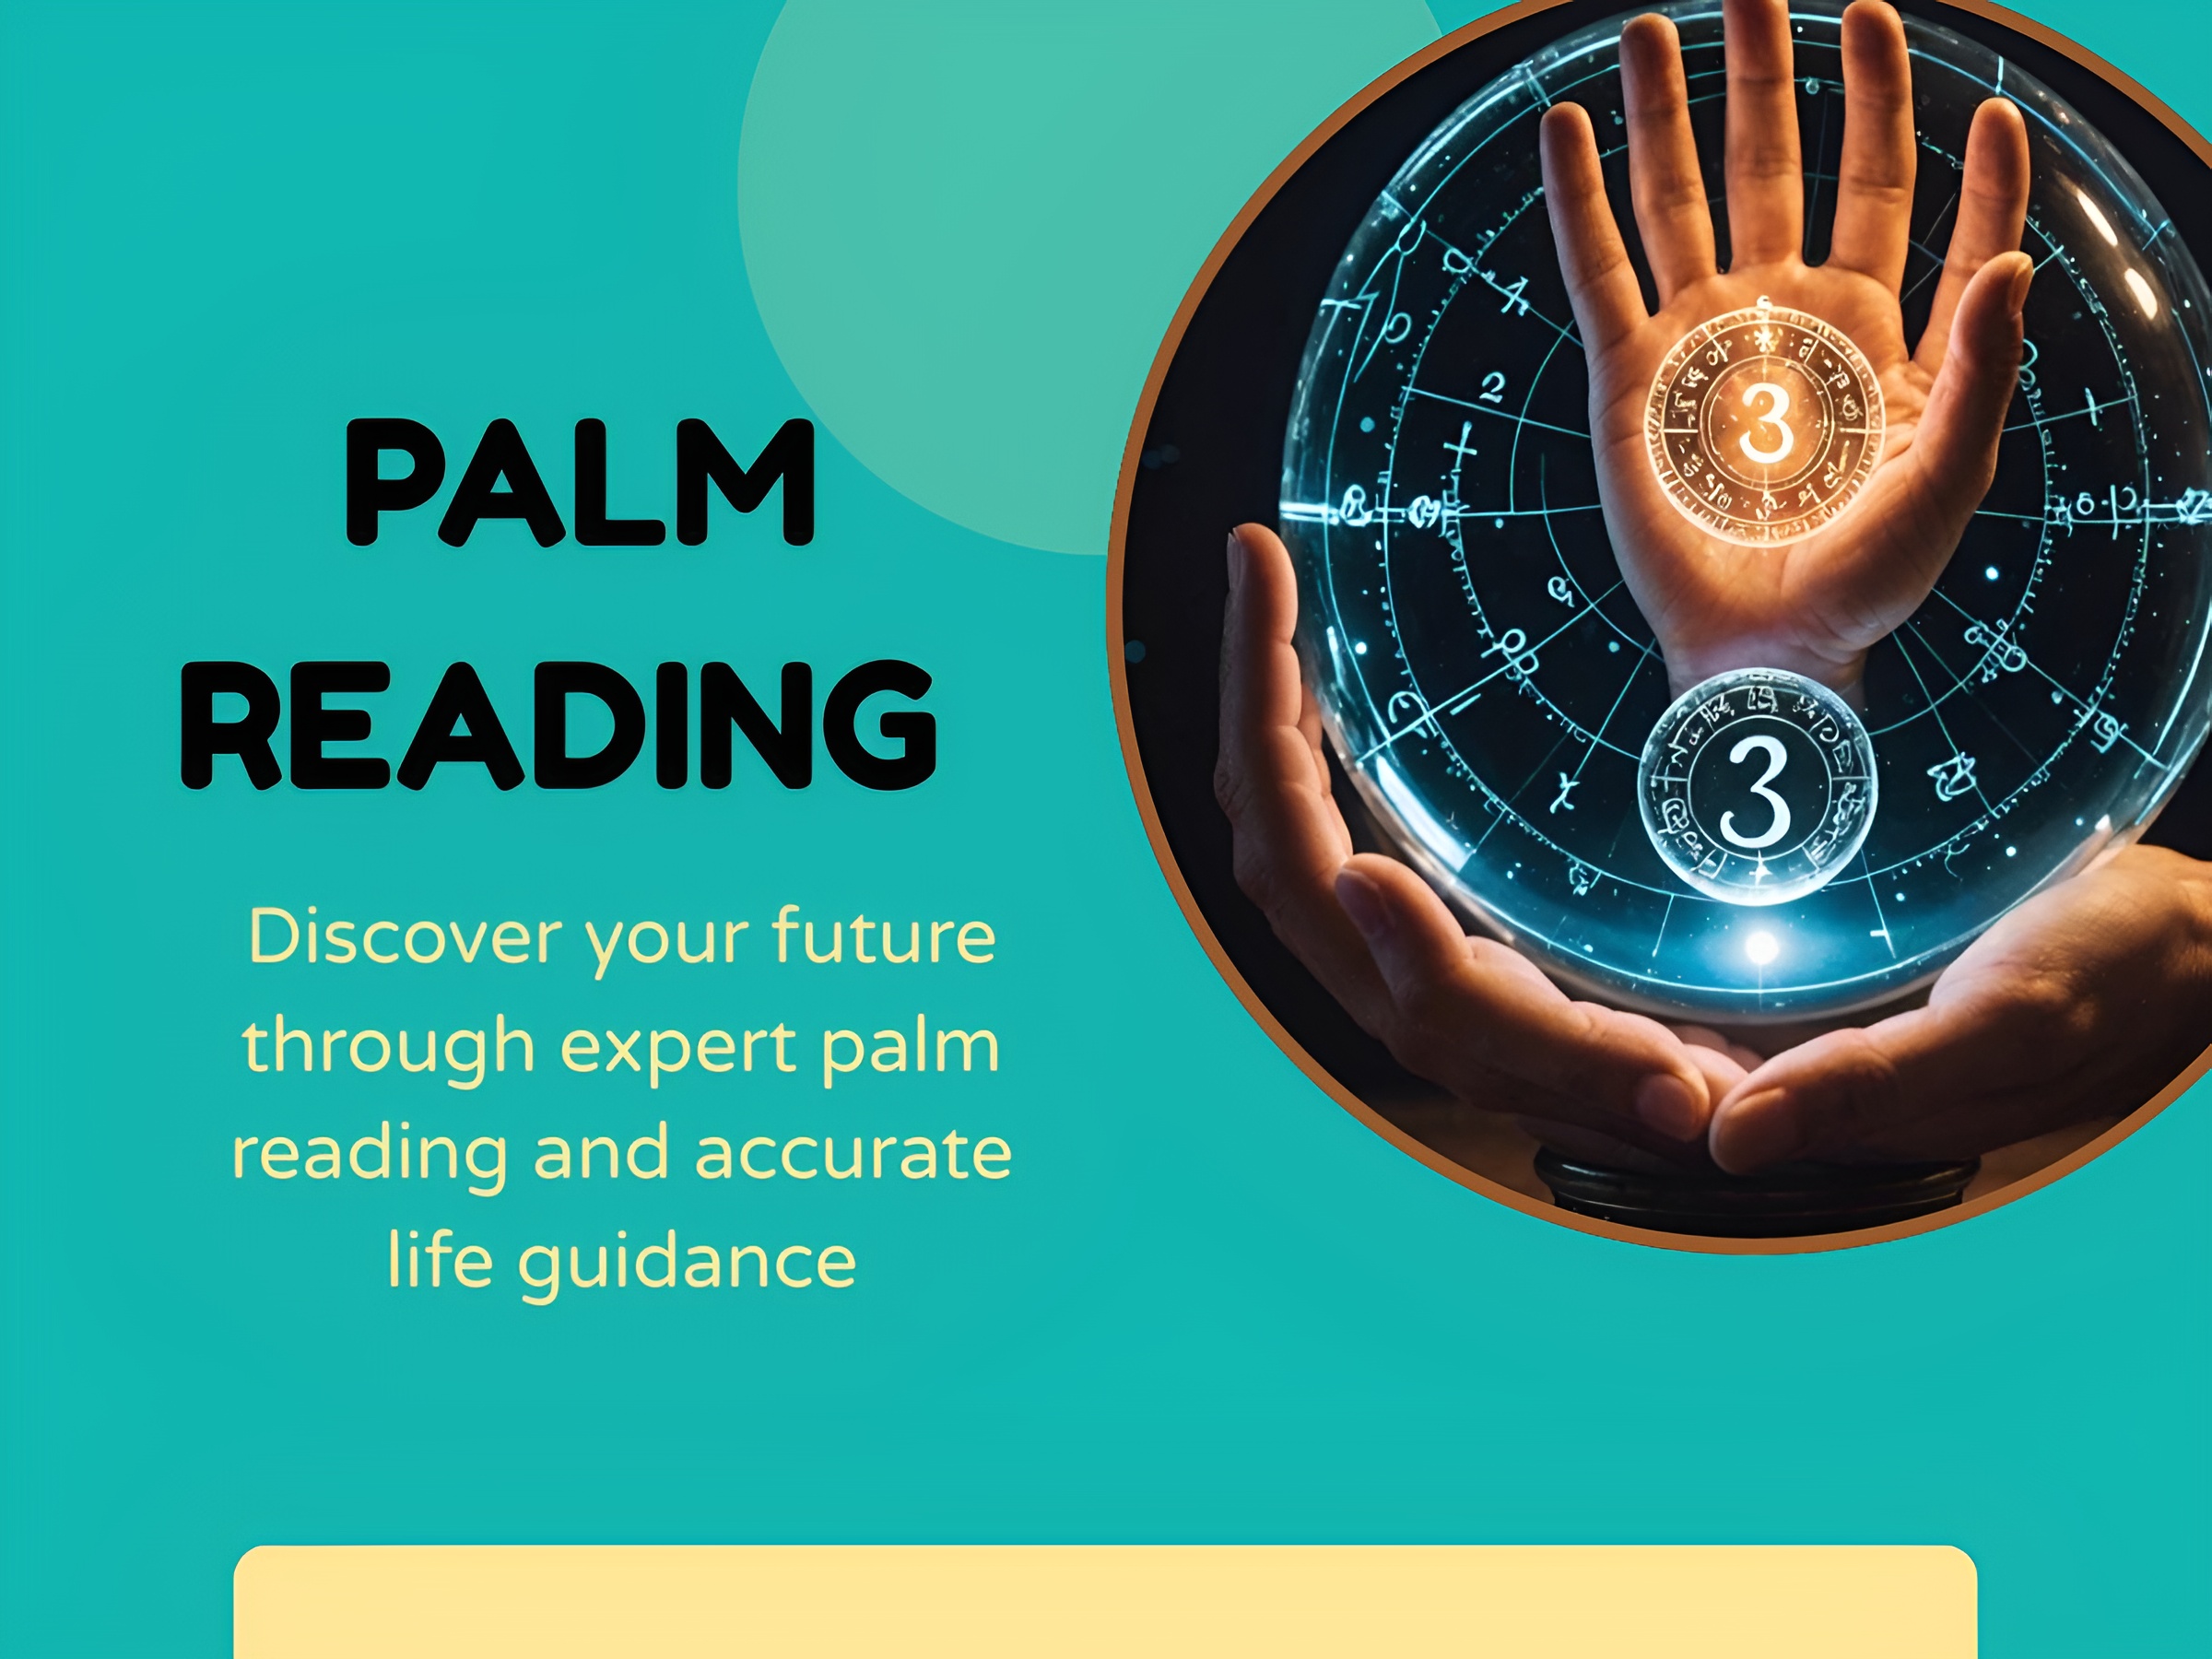 PALM
READING
Discover your future
through expert palm
reading and accurate
life guidance
3
3
2